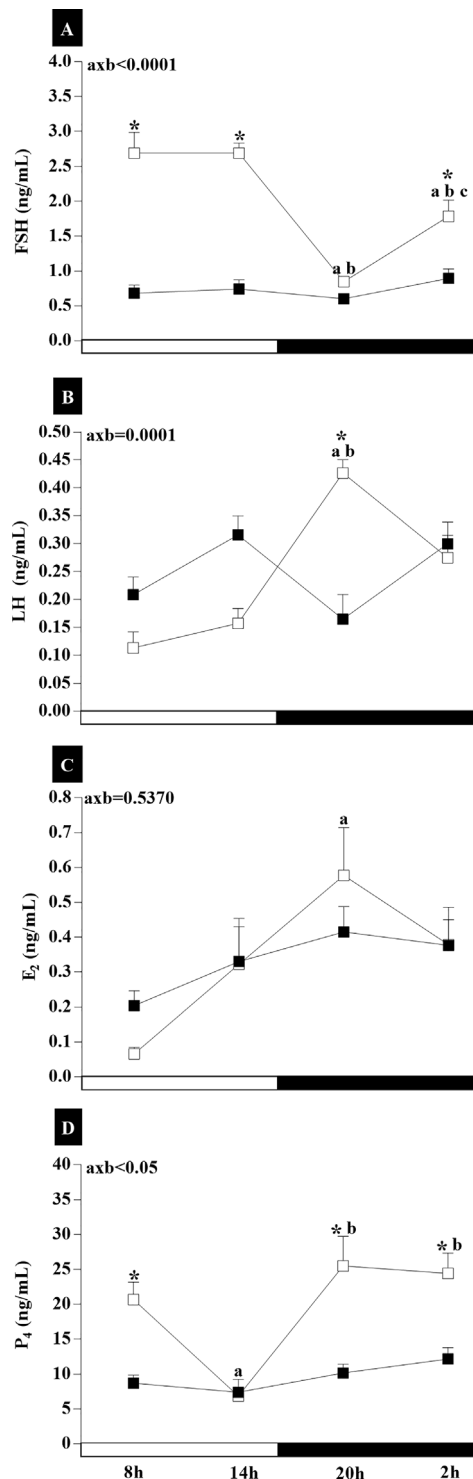 A
axb<0.0001
4.0
3.5
*
*
3.0
*
2.5
a b c
2.0
1.5
a b
1.0
0.5
0.0
FSH (ng/mL)
B
axb=0.0001
0.50
*
0.45
a b
0.40
0.35
0.30
0.25
0.20
0.15
0.10
0.05
0.00
LH (ng/mL)
C
axb=0.5370
0.8
a
0.7
0.6
0.5
0.4
0.3
0.2
0.1
0.0
E2 (ng/mL)
D
axb<0.05
40
35
* b
* b
30
*
25
20
15
a
10
5
0
P4 (ng/mL)
8h 14h 20h 2h